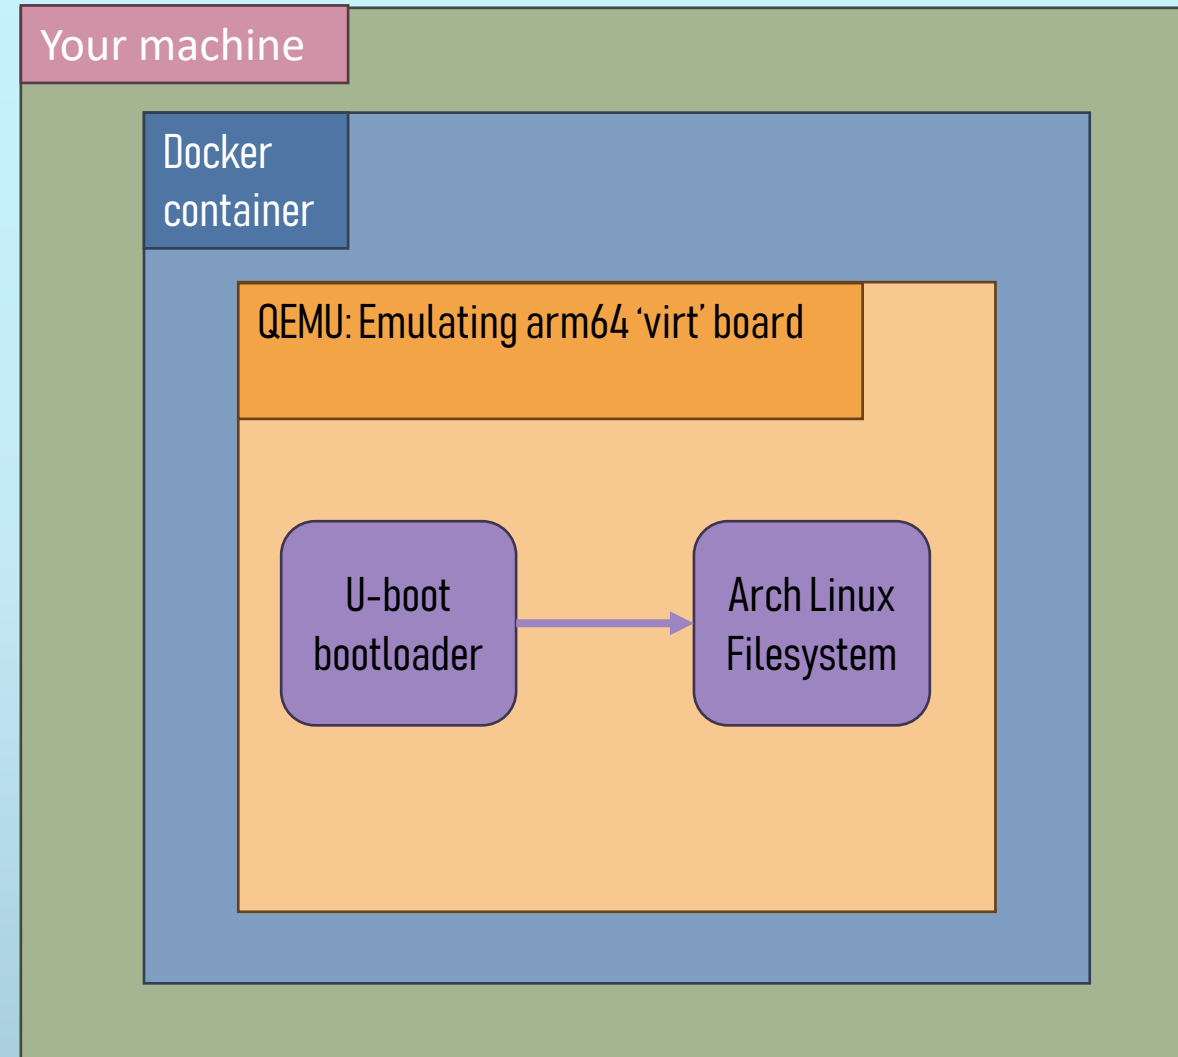 Your machine
Docker
container
QEMU: Emulating arm64 ‘virt’ board
U-boot
bootloader
Arch Linux
Filesystem